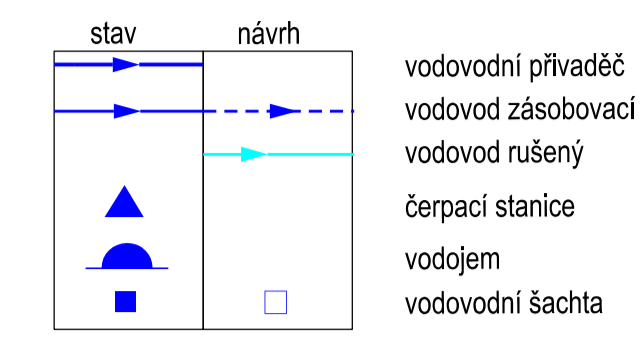 stav návrh
vodovodní přivaděč
vodovod zásobovací
vodovod rušený
čerpací stanice
vodojem
vodovodní šachta